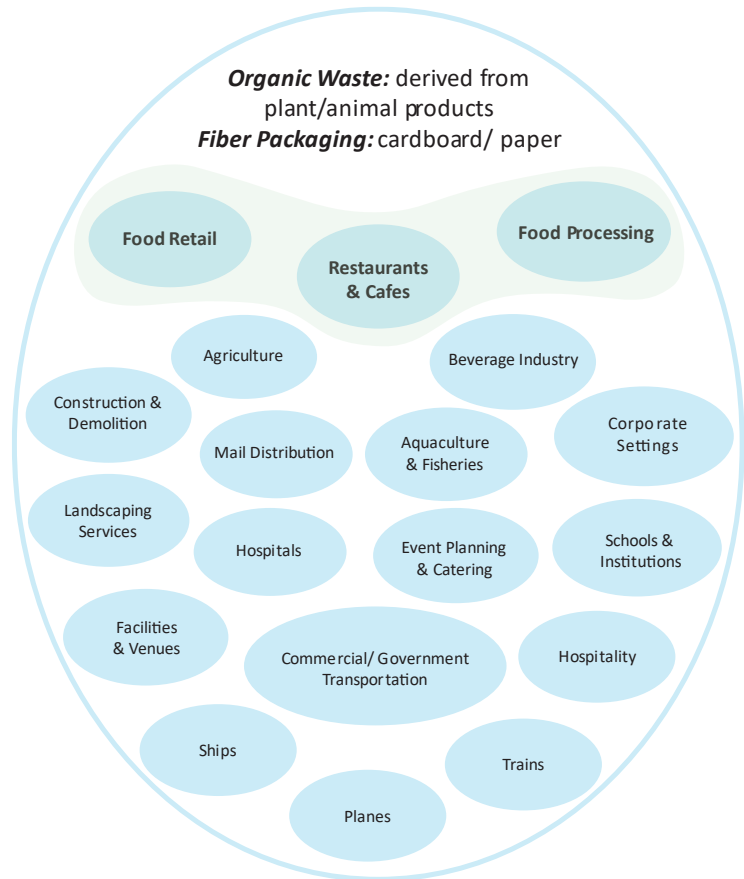 Organic Waste: derived from
plant/animal products
Fiber Packaging: cardboard/ paper
Food Retail
Restaurants
& Cafes
Food Processing
Agriculture
Beverage Industry
Construction &
Demolition
Mail Distribution
Aquaculture
& Fisheries
Corporate
Settings
Landscaping
Services
Hospitals
Event Planning
& Catering
Schools &
Institutions
Facilities
& Venues
Commercial/ Government
Transportation
Hospitality
Ships
Trains
Planes